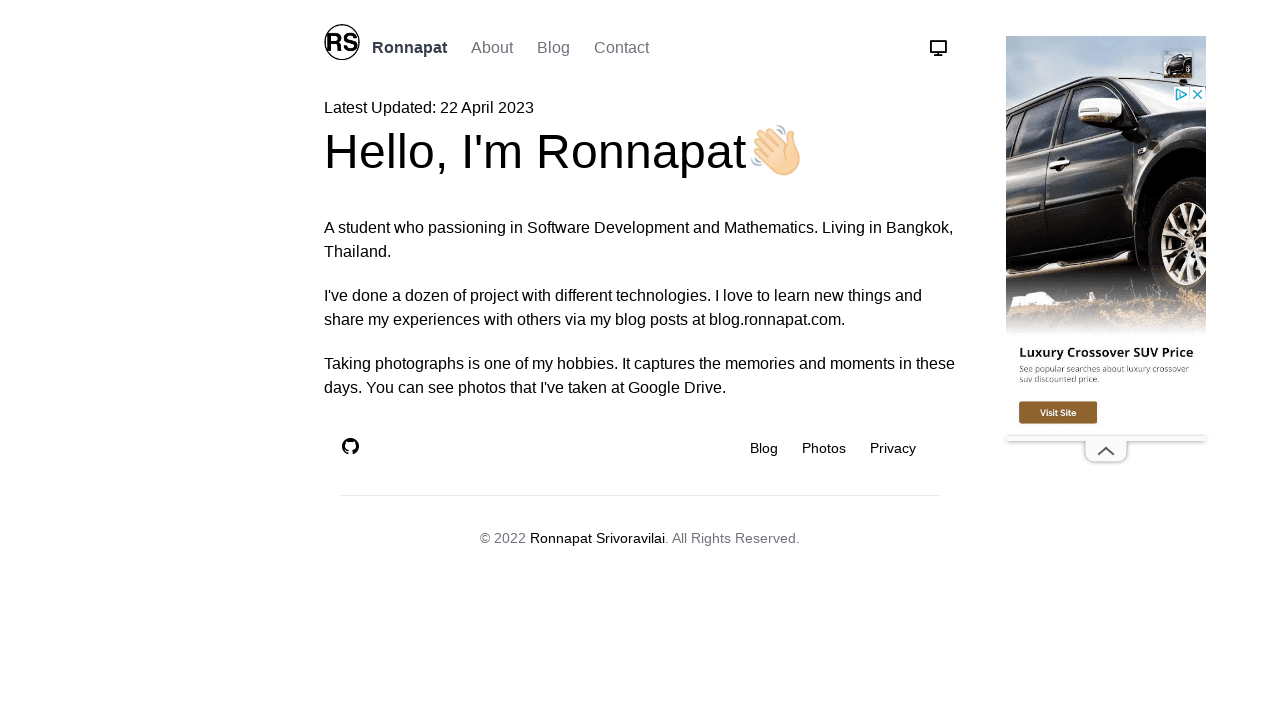 RS
Ronnapat About Blog Contact
Latest Updated: 22 April 2023
Hello, I'm Ronnapat👋🏼
A student who passioning in Software Development and Mathematics. Living in Bangkok,
Thailand.
I've done a dozen of project with different technologies. I love to learn new things and
share my experiences with others via my blog posts at blog.ronnapat.com.
Taking photographs is one of my hobbies. It captures the memories and moments in these
days. You can see photos that I've taken at Google Drive.
Blog Photos Privacy
© 2022 Ronnapat Srivoravilai. All Rights Reserved.
Luxury Crossover SUV Price
See popular searches about luxury crossover
suv discounted price.
Visit Site